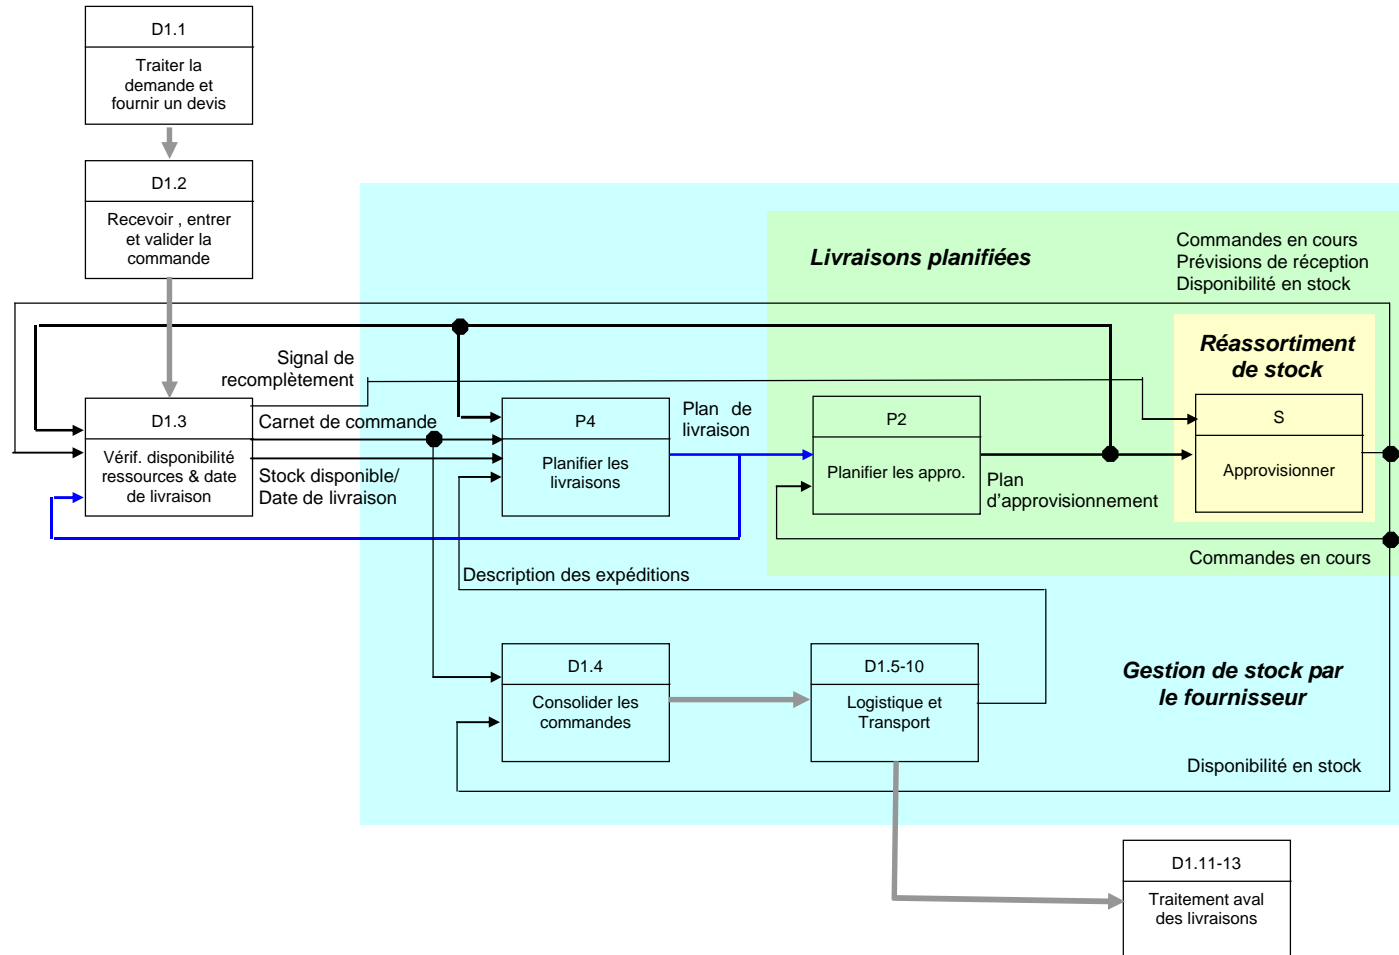 D1.1
Traiter la
demande et
fournir un devis
D1.2
Recevoir , entrer
et valider la
commande
Livraisons planifiées
Commandes en cours
Prévisions de réception
Disponibilité en stock
Réassortiment
de stock
Signal de
recomplètement
D1.3
Vérif. disponibilité
ressources & date
de livraison
Carnet de commande
Stock disponible/
Date de livraison
P4
Planifier les
livraisons
Plan de
livraison
P2
Planifier les appro.
Plan
d'approvisionnement
S
Approvisionner
Commandes en cours
Description des expéditions
D1.4
Consolider les
commandes
D1.5-10
Logistique et
Transport
Gestion de stock par
le fournisseur
Disponibilité en stock
D1.11-13
Traitement aval
des livraisons